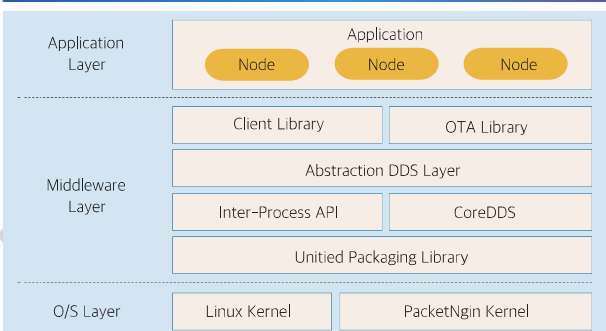 Application
Layer
Application
Node Node Node
Middleware
Layer
Client Library OTA Library
Abstraction DDS Layer
Inter-Process API CoreDDS
Unitied Packaging Library
O/S Layer Linux Kernel PacketNgin Kernel